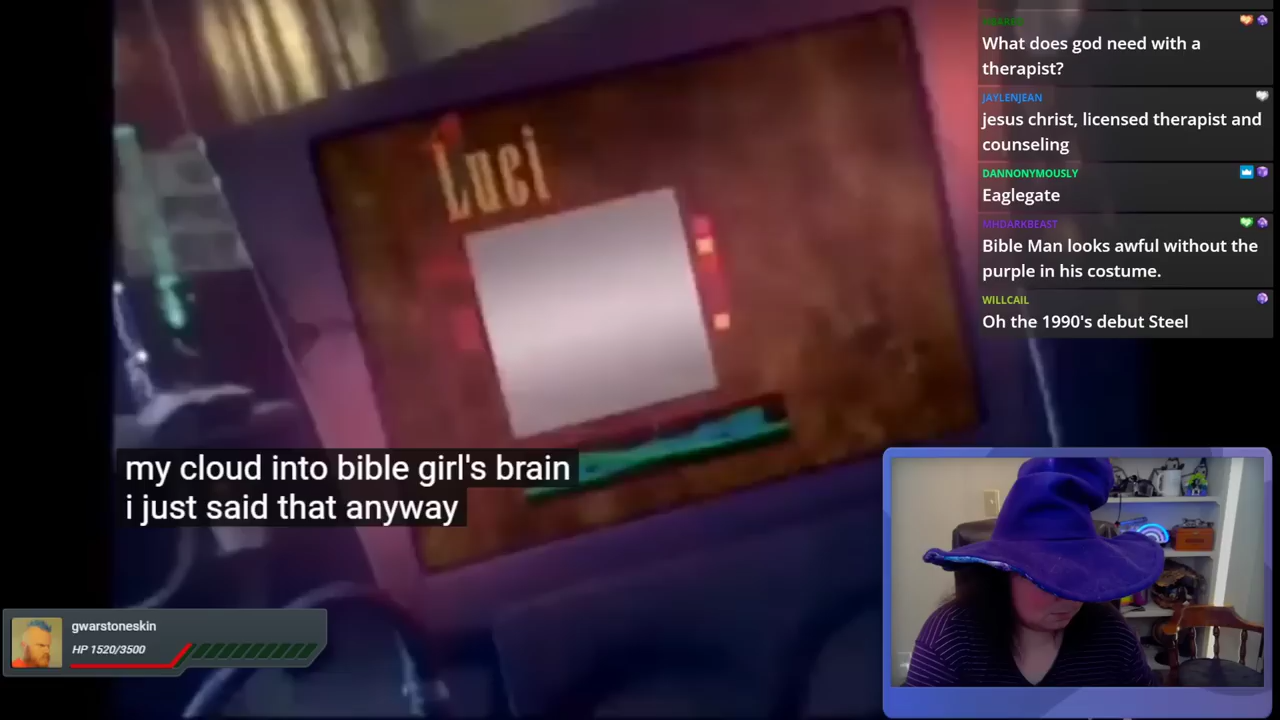 What does god need with a
therapist?
JAYLENJEAN
jesus christ, licensed therapist and
counseling
DANNONYMOUSLY
Eaglegate
MHDARKBEAST
Bible Man looks awful without the
purple in his costume.
WILLCAIL
Oh the 1990's debut Steel
Luci
my cloud into bible girl's brain
i just said that anyway
gwarstoneskin
HP 1520/3500